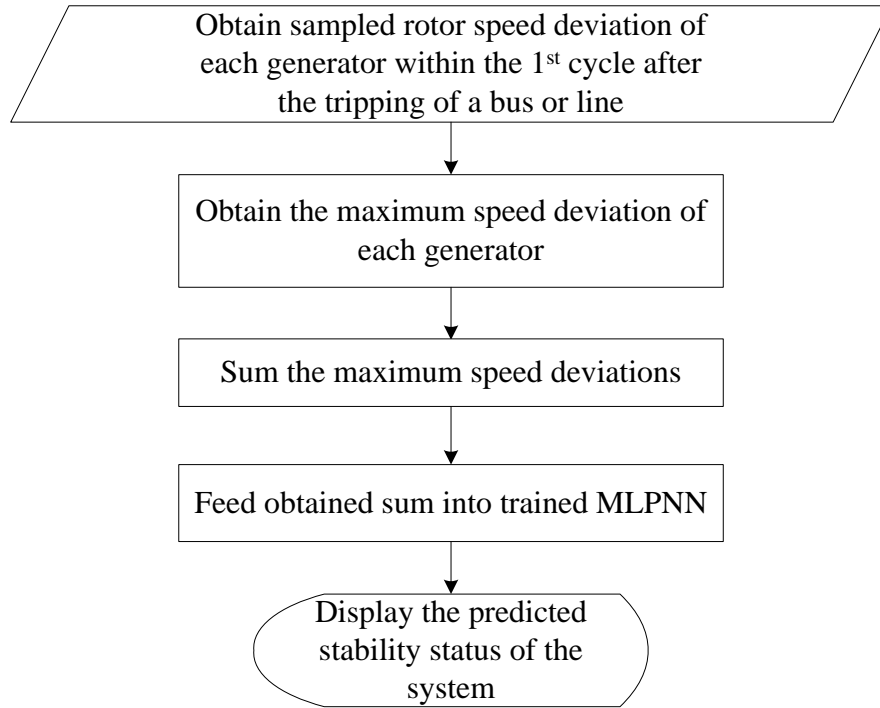 Obtain sampled rotor speed deviation of
each generator within the 1st cycle after
the tripping of a bus or line
Obtain the maximum speed deviation of
each generator
Sum the maximum speed deviations
Feed obtained sum into trained MLPNN
Display the predicted
stability status of the
system